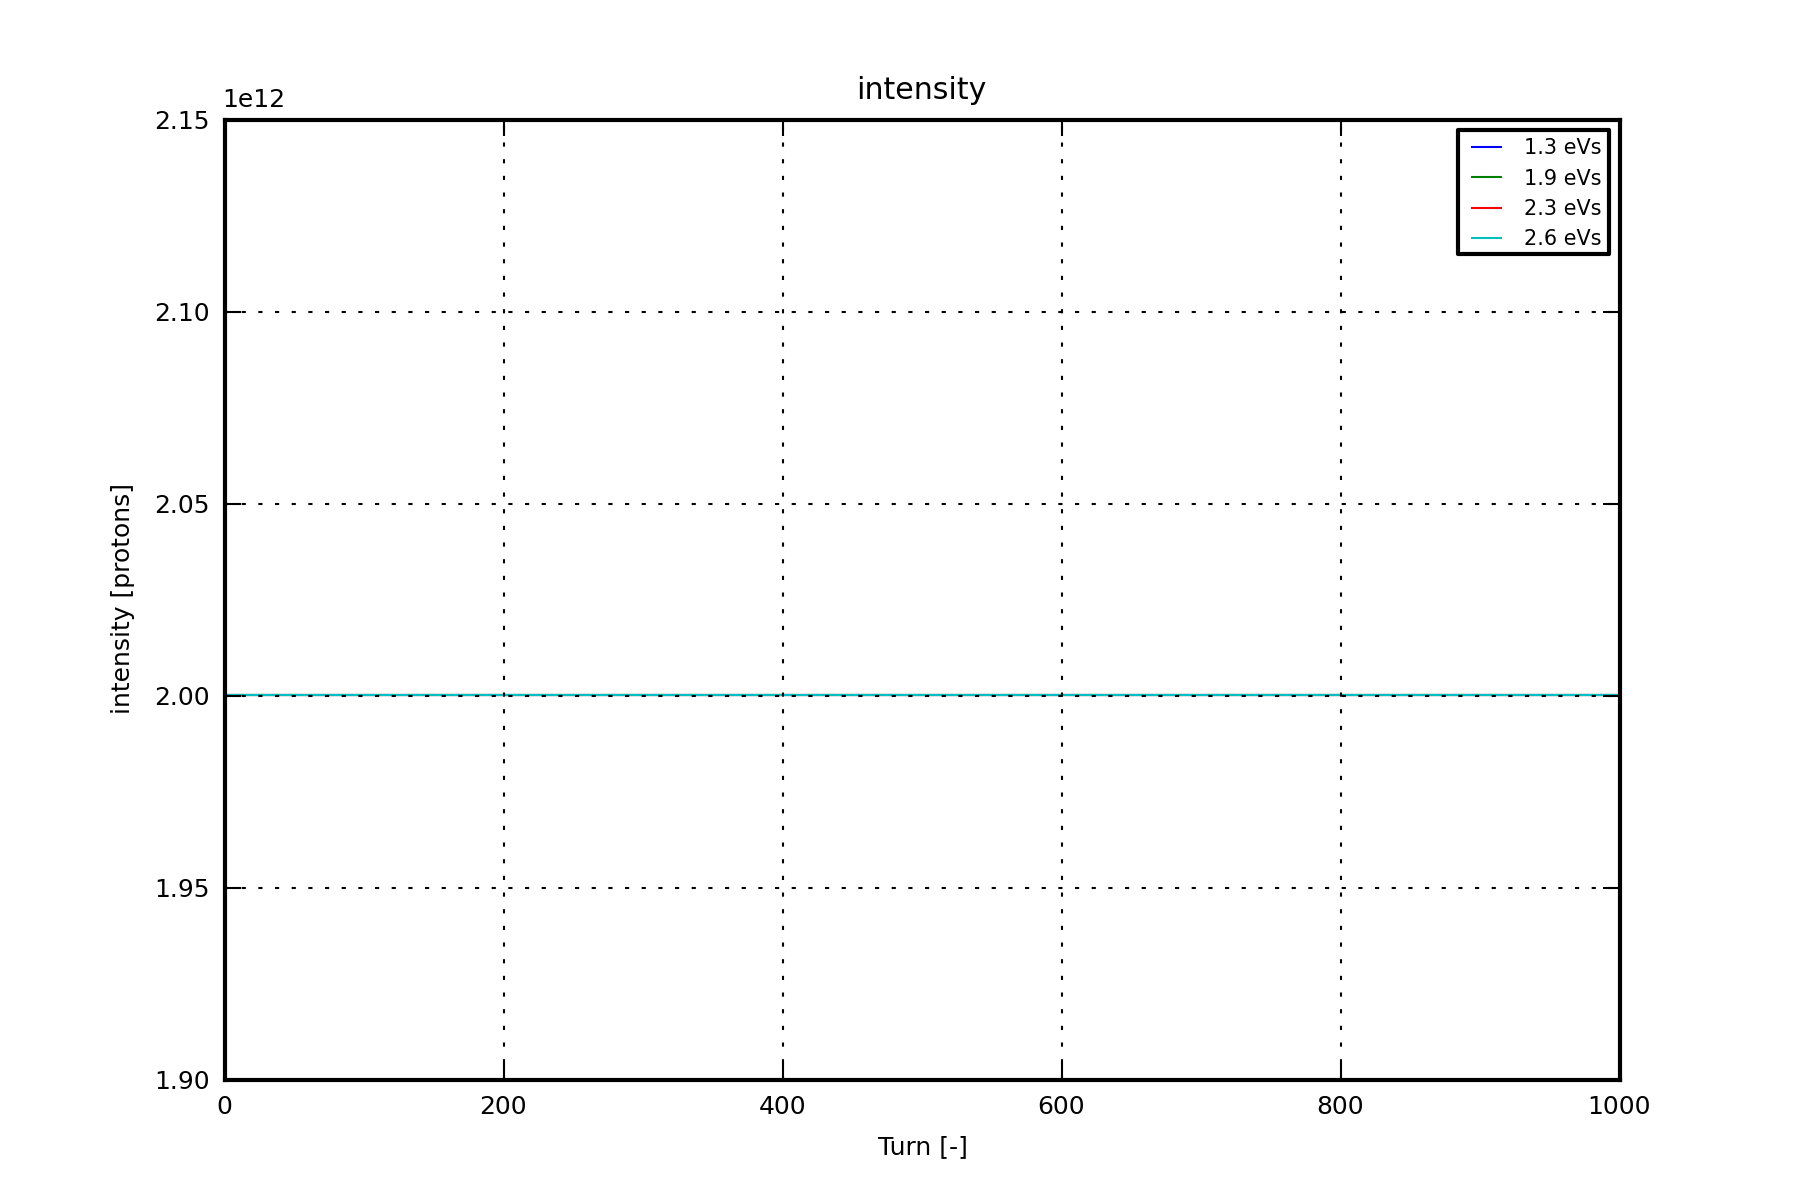 intensity
1e12
2.15
2.10
2.05
2.00
1.95
1.90
intensity [protons]
1.3 eVs
1.9 eVs
2.3 eVs
2.6 eVs
0 200 400 600 800 1000
Turn [-]